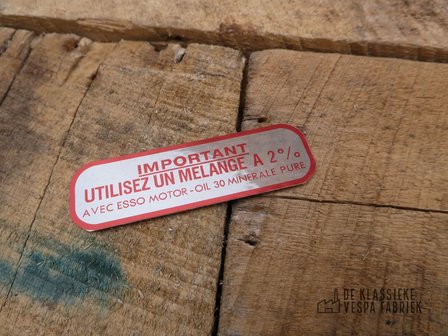 IMPORTANT
UTILISEZ UN MELANGE A 2%
AVEC ESSO MOTOR-OIL 30 MINERALE PURE
DE KLASSIEKE
VESPA FABRIEK